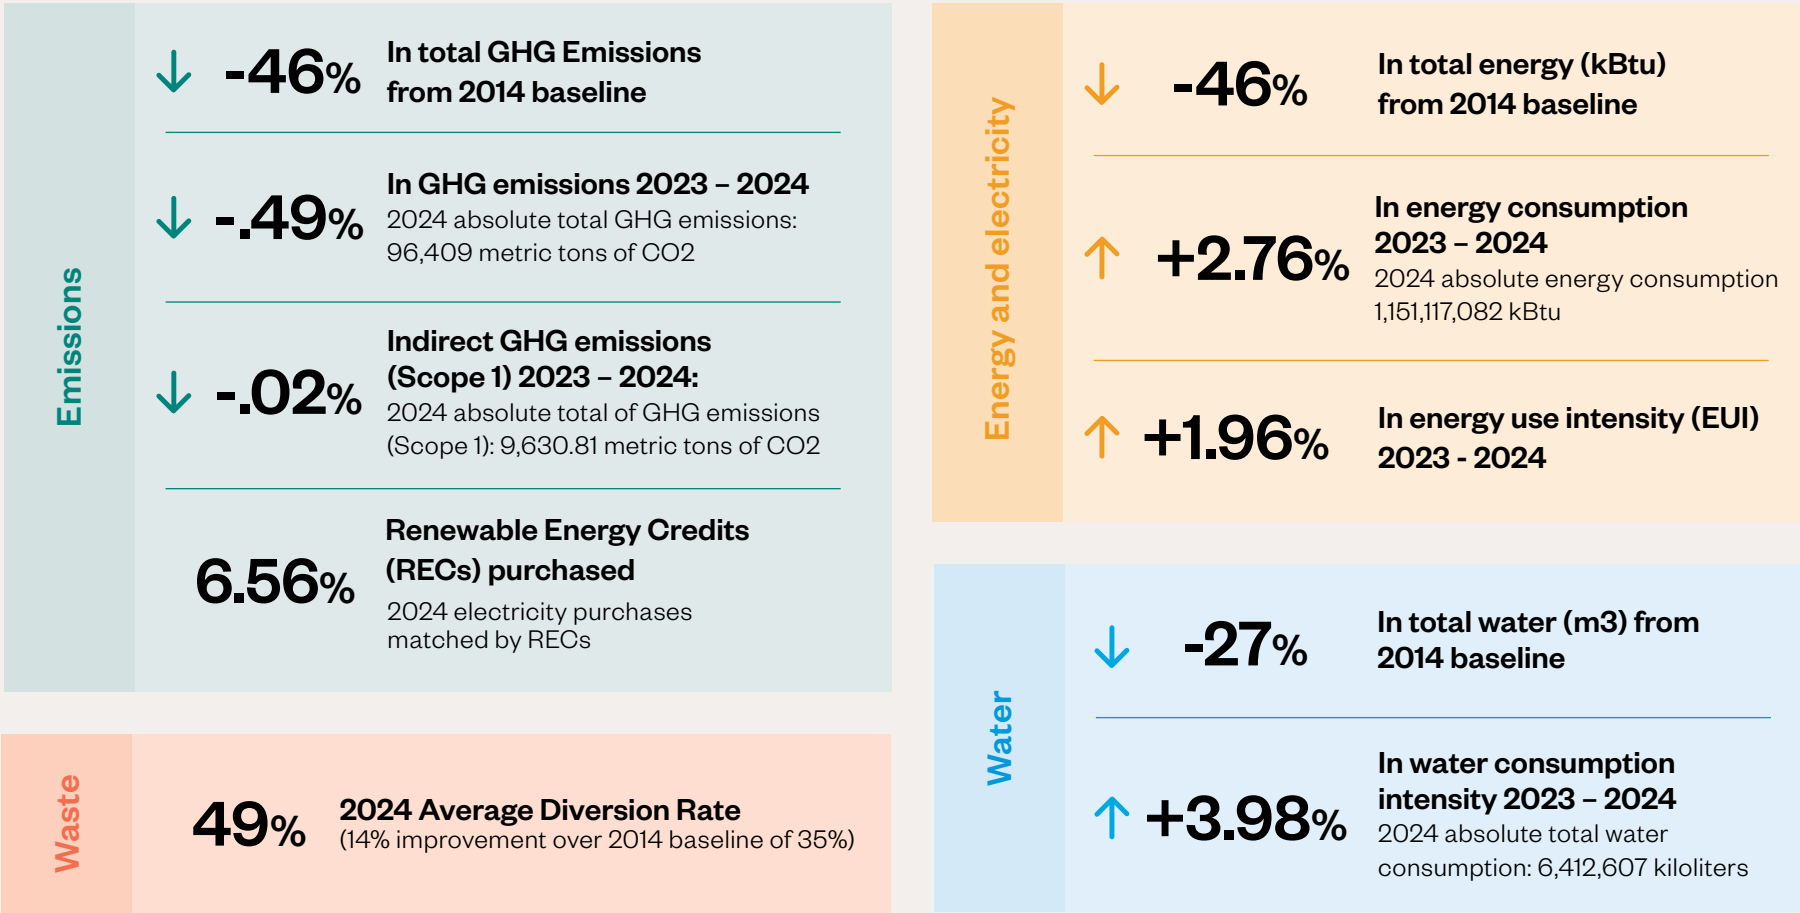 Emissions
-46%
In total GHG Emissions
from 2014 baseline
-.49%
In GHG emissions 2023 – 2024
2024 absolute total GHG emissions:
96,409 metric tons of CO2
-.02%
Indirect GHG emissions
(Scope 1) 2023 – 2024:
2024 absolute total of GHG emissions
(Scope 1): 9,630.81 metric tons of CO2
6.56%
Renewable Energy Credits
(RECs) purchased
2024 electricity purchases
matched by RECs
Waste
49%
2024 Average Diversion Rate
(14% improvement over 2014 baseline of 35%)
Energy and electricity
-46%
In total energy (kBtu)
from 2014 baseline
+2.76%
In energy consumption
2023 – 2024
2024 absolute energy consumption
1,151,117,082 kBtu
+1.96%
In energy use intensity (EUI)
2023 - 2024
Water
-27%
In total water (m3) from
2014 baseline
+3.98%
In water consumption
intensity 2023 – 2024
2024 absolute total water
consumption: 6,412,607 kiloliters